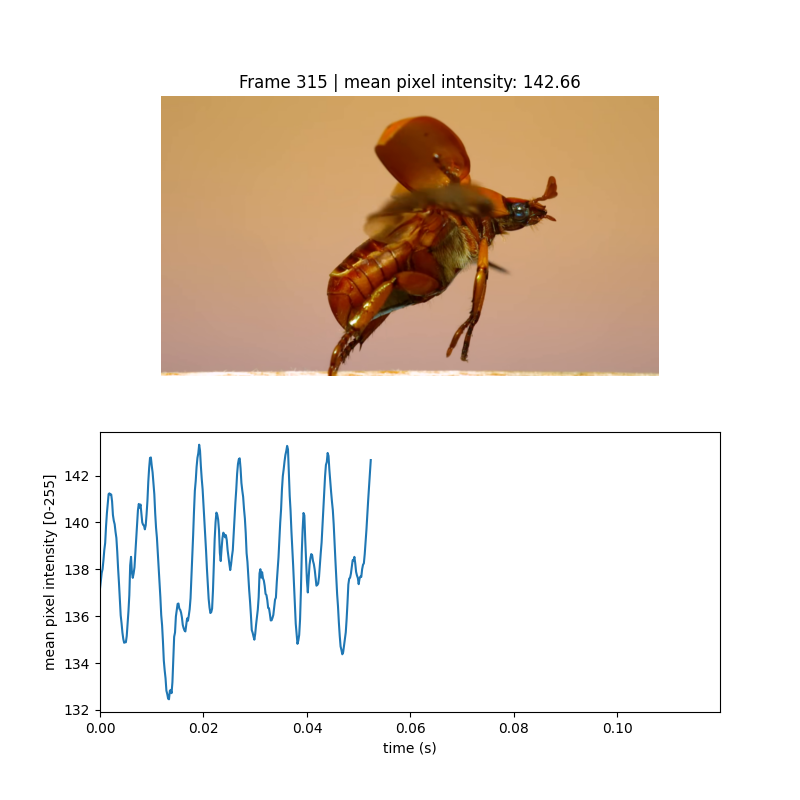 Frame 315 | mean pixel intensity: 142.66
mean pixel intensity [0-255]
142
140
138
136
134
132
0.00 0.02 0.04 0.06 0.08 0.10
time (s)